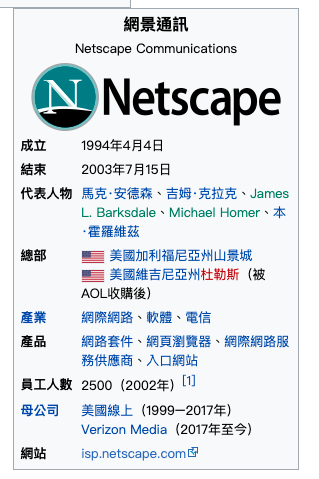 網景通訊
Netscape Communications
N Netscape
成立 1994年4月4日
結束 2003年7月15日
代表人物 馬克·安德森、吉姆·克拉克、James
L. Barksdale、Michael Homer、本
·霍羅維茲
總部 美國加利福尼亞州山景城
美國維吉尼亞州杜勒斯（被
AOL收購後）
產業 網際網路、軟體、電信
產品 網路套件、網頁瀏覽器、網際網路服
務供應商、入口網站
員工人數 2500（2002年）[1]
母公司 美國線上（1999－2017年）
Verizon Media（2017年至今）
網站 isp.netscape.com